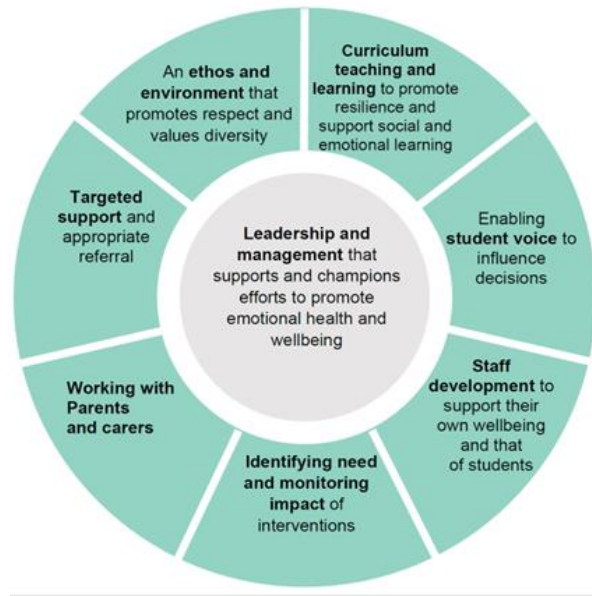 An ethos and
environment that
promotes respect and
values diversity
Curriculum
teaching and
learning to promote
resilience and
support social and
emotional learning
Enabling
student voice to
influence
decisions
Staff
development to
support their
own wellbeing
and that
of students
Identifying need
and monitoring
impact of
interventions
Working with
Parents
and carers
Targeted
support and
appropriate
referral
Leadership and
management that
supports and champions
efforts to promote
emotional health and
wellbeing